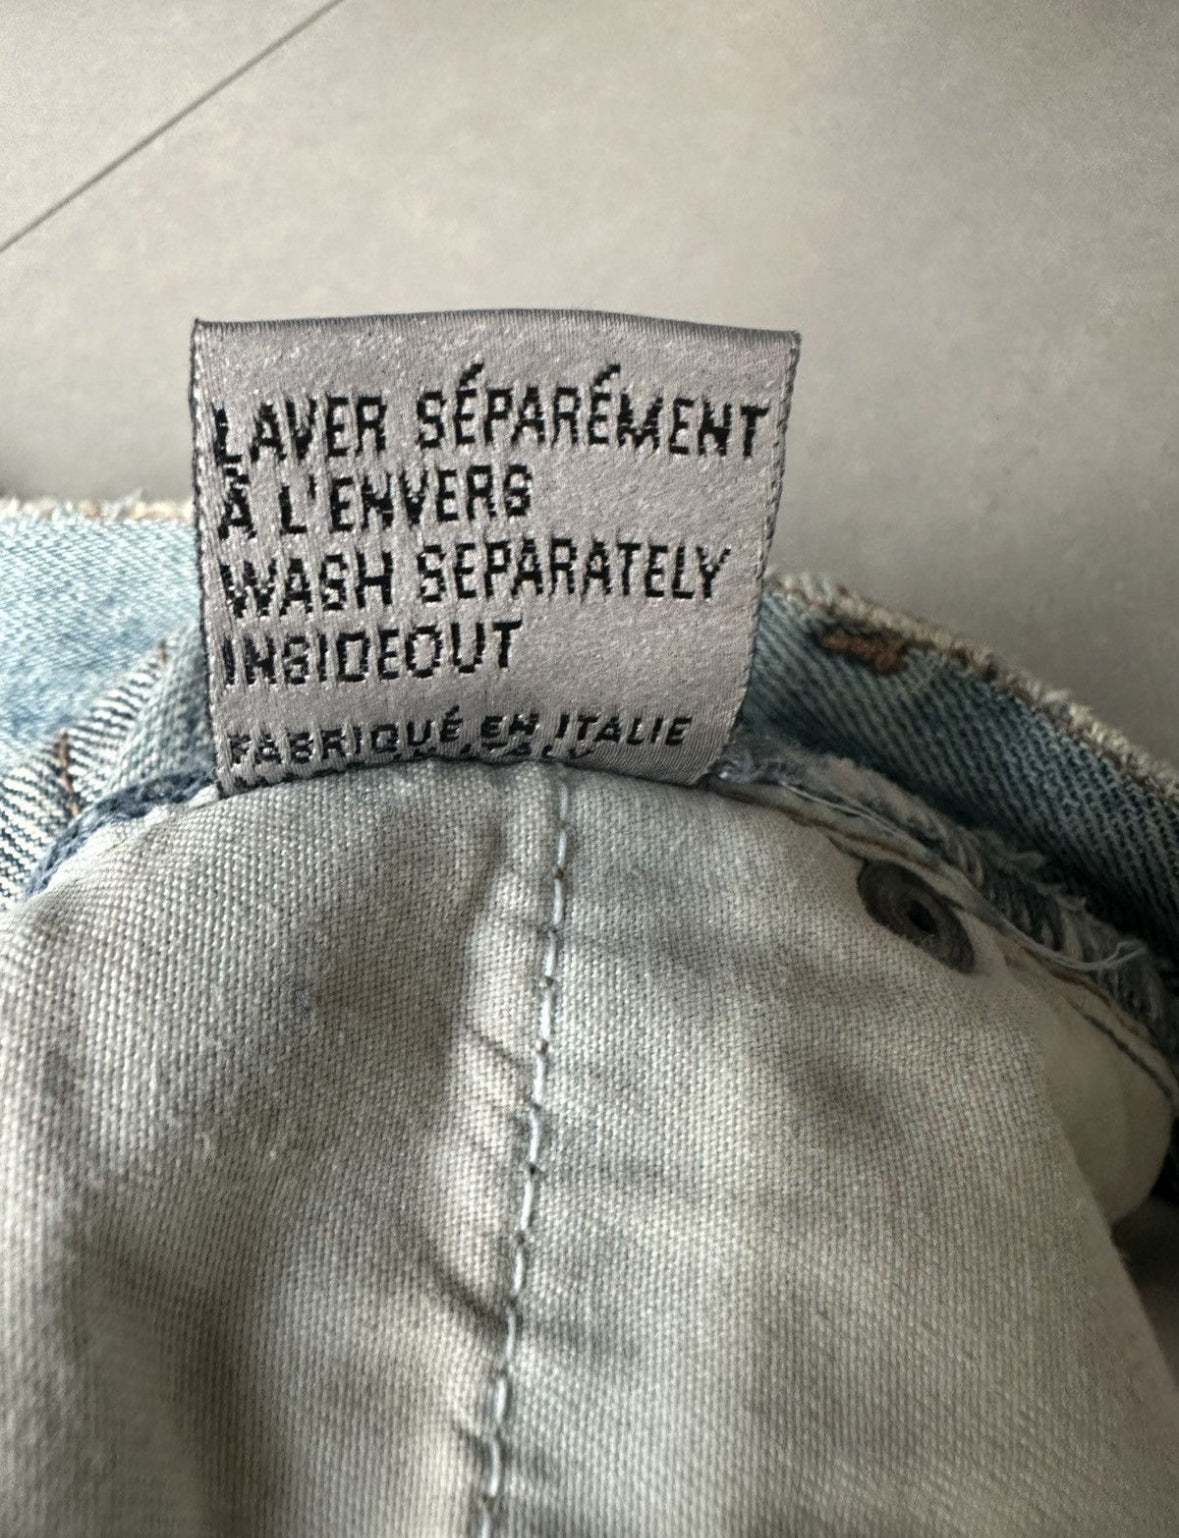 LAVER SÉPARÉMENT
À L'ENVERS
WASH SEPARATELY
INSIDEOUT
FABRIQUÉ EN ITALIE